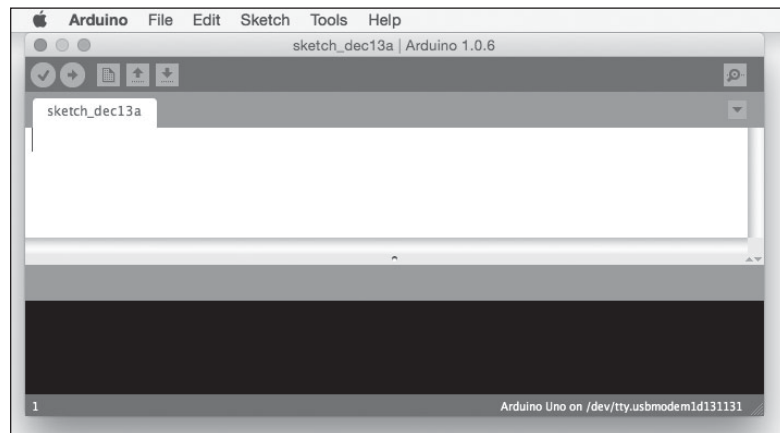 Arduino File Edit Sketch Tools Help
sketch_dec13a | Arduino 1.0.6
sketch_dec13a
1 Arduino Uno on /dev/tty.usbmodem1d131131